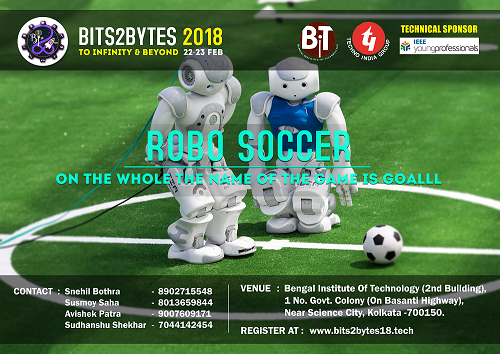 BITS2BYTES 2018
TO INFINITY & BEYOND 22-23 FEB
BIT
TECHNO INDIA GROUP
TECHNICAL SPONSOR
IEEE
youngprofessionals
ROBO SOCCER
ON THE WHOLE THE NAME OF THE GAME IS GOALLL
CONTACT : Snehil Bothra - 8902715548
Susmoy Saha - 8013659844
Avishek Patra - 9007609171
Sudhanshu Shekhar - 7044142454
VENUE : Bengal Institute Of Technology (2nd Building),
1 No. Govt. Colony (On Basanti Highway),
Near Science City, Kolkata -700150.
REGISTER AT : www.bits2bytes18.tech